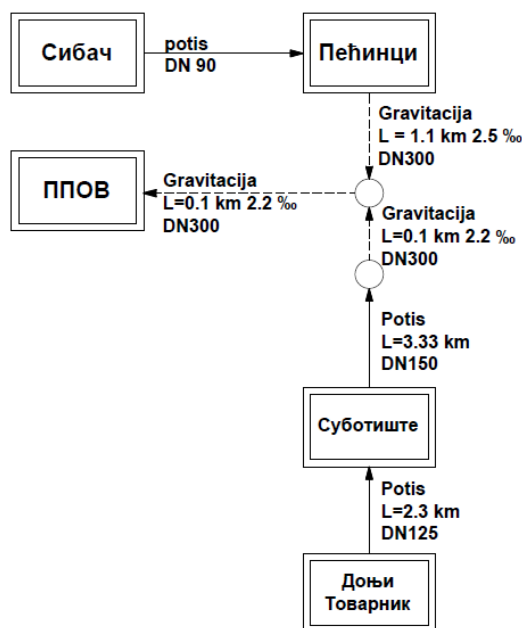 Сибач
potis
DN 90
Пећинци
Gravitacija
L = 1.1 km 2.5 ‰
DN300
ППОВ
Gravitacija
L=0.1 km 2.2 ‰
DN300
Gravitacija
L=0.1 km 2.2 ‰
DN300
Potis
L=3.33 km
DN150
Суботиште
Potis
L=2.3 km
DN125
Доњи
Товарник